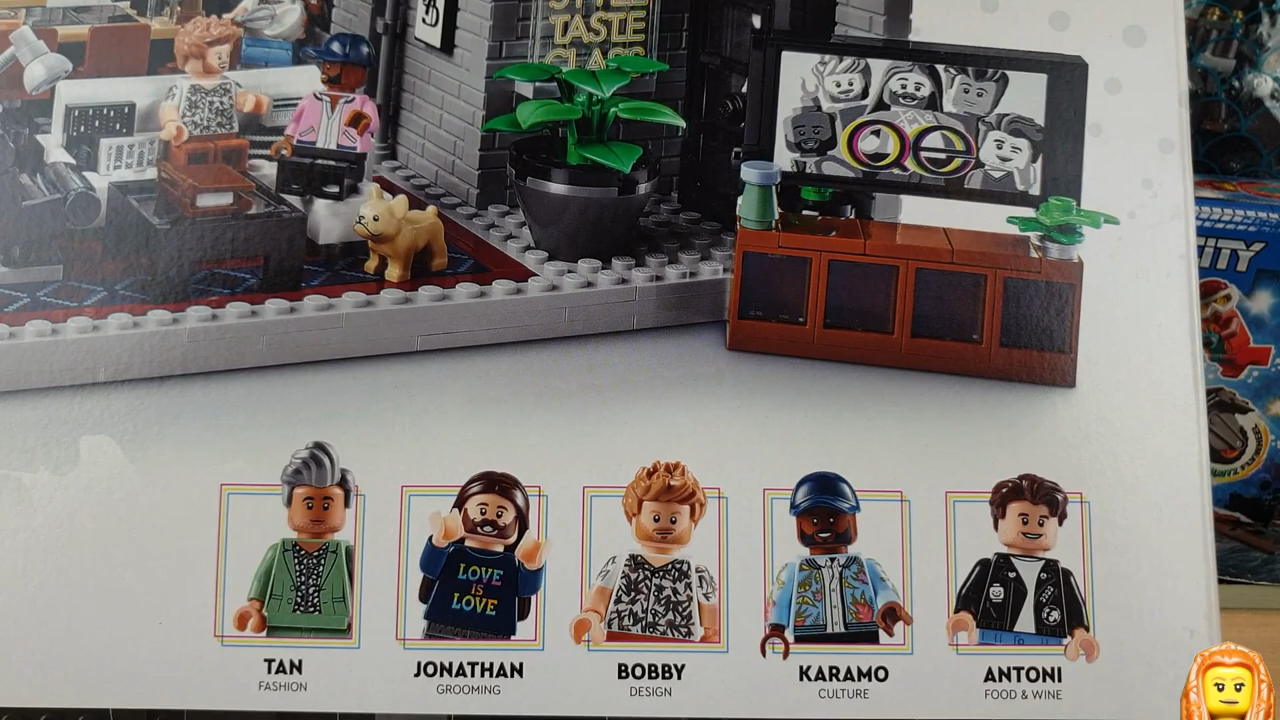 STYLE
TASTE
CLASS
QE
CITY
LOVE
IS
LOVE
TAN
FASHION
JONATHAN
GROOMING
BOBBY
DESIGN
KARAMO
CULTURE
ANTONI
FOOD & WINE